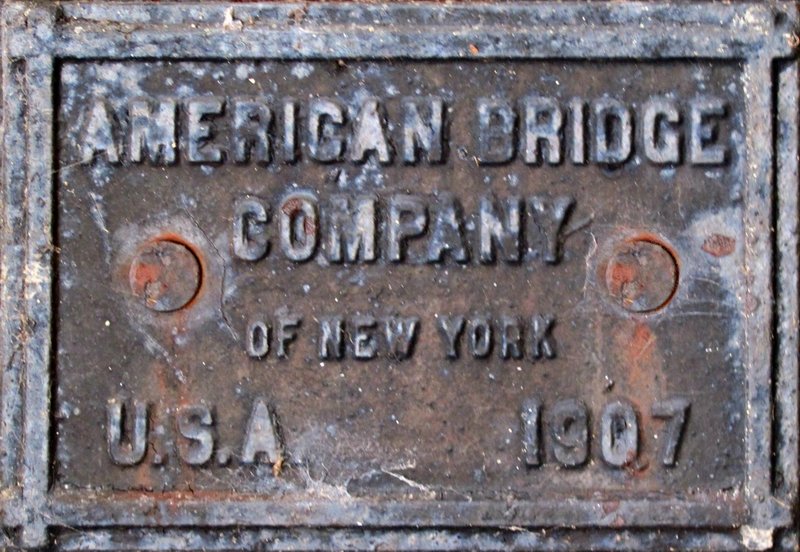 AMERICAN BRIDGE
COMPANY
OF NEW YORK
U.S.A. 1907